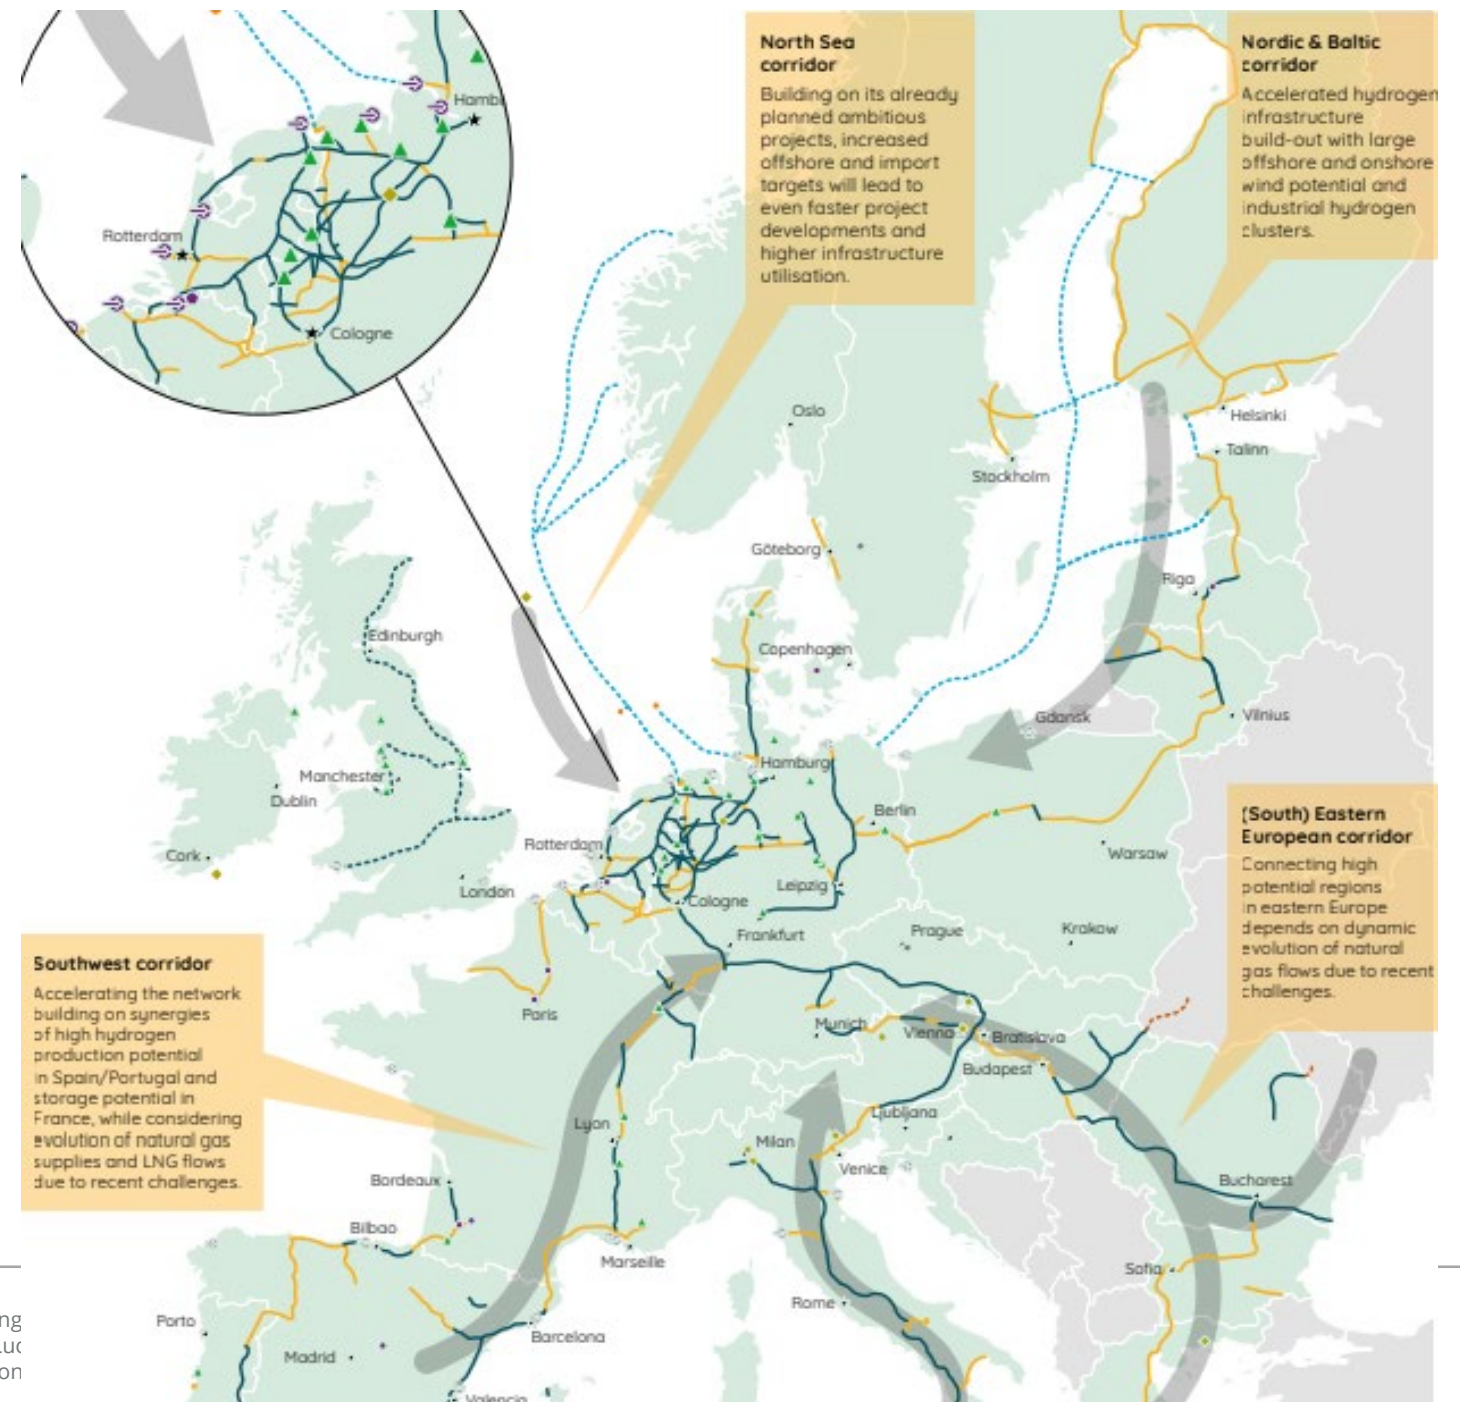 North Sea
corridor
Building on its already
planned ambitious
projects, increased
offshore and import
targets will lead to
even faster project
developments and
higher infrastructure
utilisation.
Nordic & Baltic
corridor
Accelerated hydrogen
infrastructure
build-out with large
offshore and onshore
wind potential and
industrial hydrogen
clusters.
Hamb
Rotterdam
Cologne
Oslo
Helsinki
Talinn
Stockholm
Göteborg
Riga
Edinburgh
Copenhagen
Gdansk
Vilnius
Manchester
Dublin
Hamburg
Berlin
Rotterdam
Cork
London
Warsaw
Leipzig
Cologne
Frankfurt
Prague
Krakow
(South) Eastern
European corridor
Connecting high
potential regions
in eastern Europe
depends on dynamic
evolution of natural
gas flows due to recent
challenges.
Southwest corridor
Accelerating the network
building on synergies
of high hydrogen
production potential
in Spain/Portugal and
storage potential in
France, while considering
evolution of natural gas
supplies and LNG flows
due to recent challenges.
Paris
Munich
Vienna
Bratislava
Budapest
Ljubljana
Lyon
Milan
Venice
Bordeaux
Bucharest
Bilbao
Marseille
Sofia
Rome
Porto
Barcelona
Madrid
Valencia
ng
on